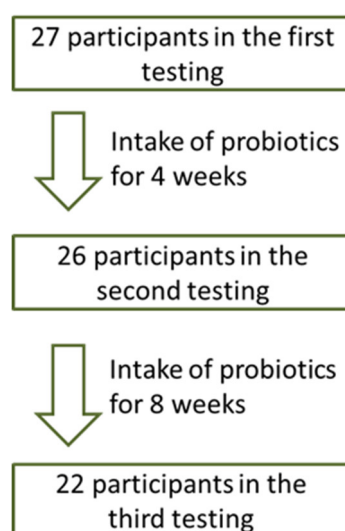 27 participants in the first
testing
Intake of probiotics
for 4 weeks
26 participants in the
second testing
Intake of probiotics
for 8 weeks
22 participants in the
third testing